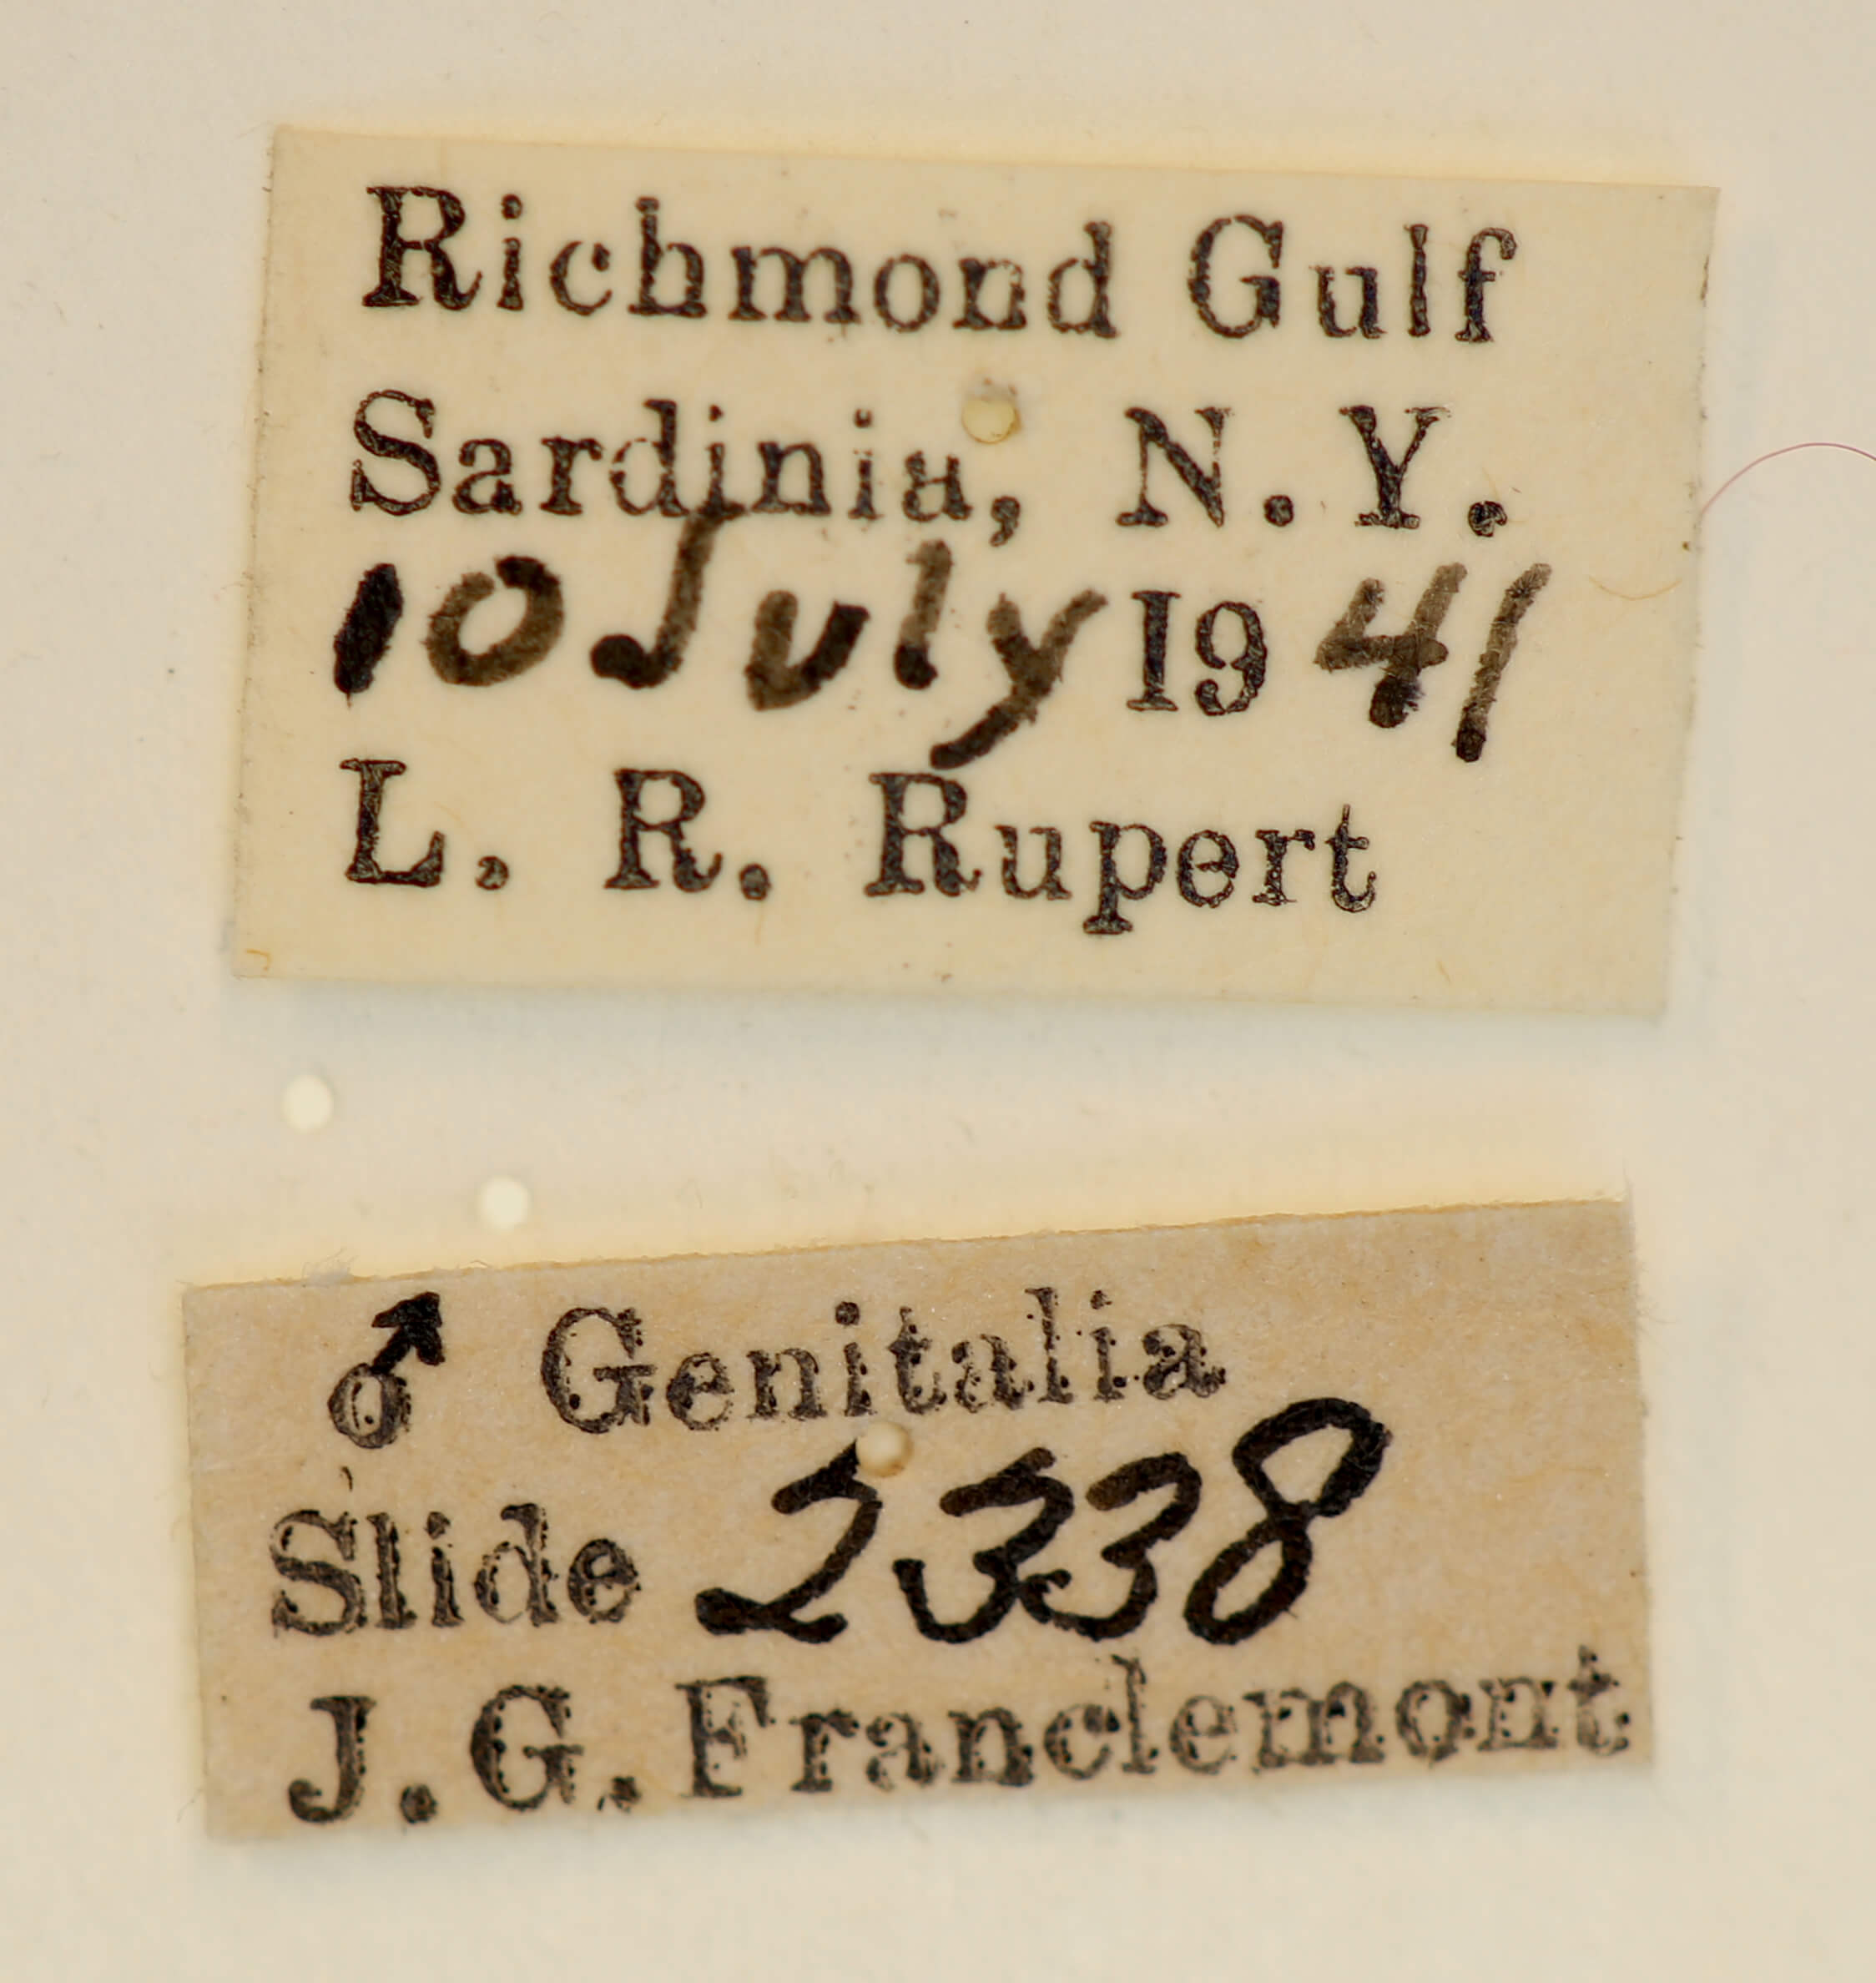 Richmond Gulf
Sardinia, N.Y.
10 July 1941
L. R. Rupert
♂ Genitalia
Slide 2338
J.G. Franclemont